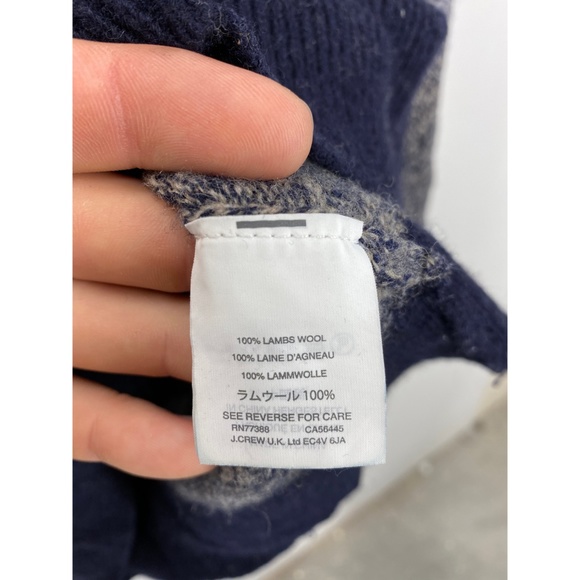 100% LAMBS WOOL
100% LAINE D'AGNEAU
100% LAMMWOLLE
ラムウール 100%
SEE REVERSE FOR CARE
RN77388 CA56445
J.CREW U.K. Ltd EC4V 6JA